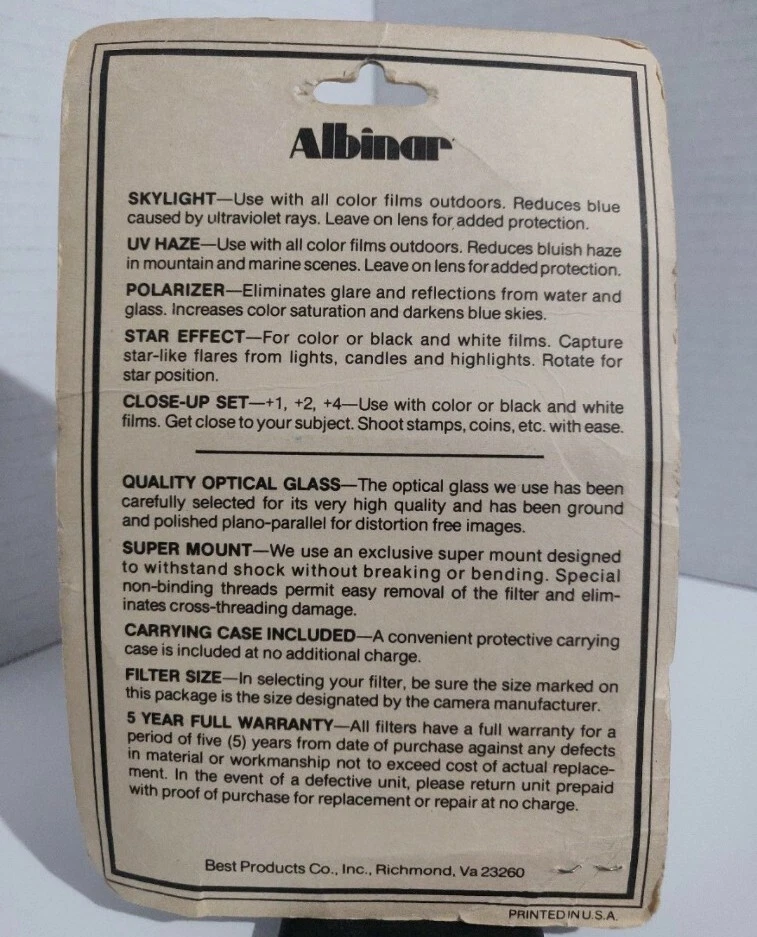 Albinar
SKYLIGHT—Use with all color films outdoors. Reduces blue
caused by ultraviolet rays. Leave on lens for added protection.
UV HAZE—Use with all color films outdoors. Reduces bluish haze
in mountain and marine scenes. Leave on lens for added protection.
POLARIZER—Eliminates glare and reflections from water and
glass. Increases color saturation and darkens blue skies.
STAR EFFECT—For color or black and white films. Capture
star-like flares from lights, candles and highlights. Rotate for
star position.
CLOSE-UP SET—+1, +2, +4—Use with color or black and white
films. Get close to your subject. Shoot stamps, coins, etc. with ease.
QUALITY OPTICAL GLASS—The optical glass we use has been
carefully selected for its very high quality and has been ground
and polished plano-parallel for distortion free images.
SUPER MOUNT—We use an exclusive super mount designed
to withstand shock without breaking or bending. Special
non-binding threads permit easy removal of the filter and elim-
inates cross-threading damage.
CARRYING CASE INCLUDED—A convenient protective carrying
case is included at no additional charge.
FILTER SIZE—In selecting your filter, be sure the size marked on
this package is the size designated by the camera manufacturer.
5 YEAR FULL WARRANTY—All filters have a full warranty for a
period of five (5) years from date of purchase against any defects
in material or workmanship not to exceed cost of actual replace-
ment. In the event of a defective unit, please return unit prepaid
with proof of purchase for replacement or repair at no charge.
Best Products Co., Inc., Richmond, Va 23260
PRINTED IN U.S.A.